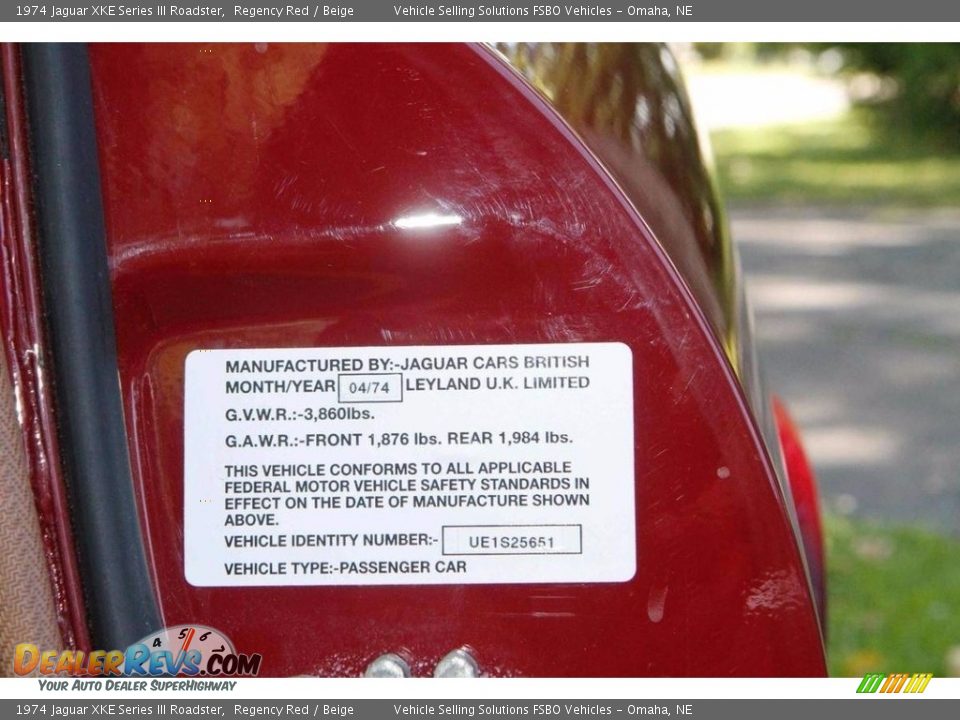 1974 Jaguar XKE Series III Roadster, Regency Red / Beige Vehicle Selling Solutions FSBO Vehicles – Omaha, NE
MANUFACTURED BY:-JAGUAR CARS BRITISH
MONTH/YEAR 04/74 LEYLAND U.K. LIMITED
G.V.W.R.:-3,860lbs.
G.A.W.R.:-FRONT 1,876 lbs. REAR 1,984 lbs.
THIS VEHICLE CONFORMS TO ALL APPLICABLE
FEDERAL MOTOR VEHICLE SAFETY STANDARDS IN
EFFECT ON THE DATE OF MANUFACTURE SHOWN
ABOVE.
VEHICLE IDENTITY NUMBER:- UE1S25651
VEHICLE TYPE:-PASSENGER CAR
4 5 6
DealerRevs.com
Your Auto Dealer SuperHighway
1974 Jaguar XKE Series III Roadster, Regency Red / Beige Vehicle Selling Solutions FSBO Vehicles – Omaha, NE